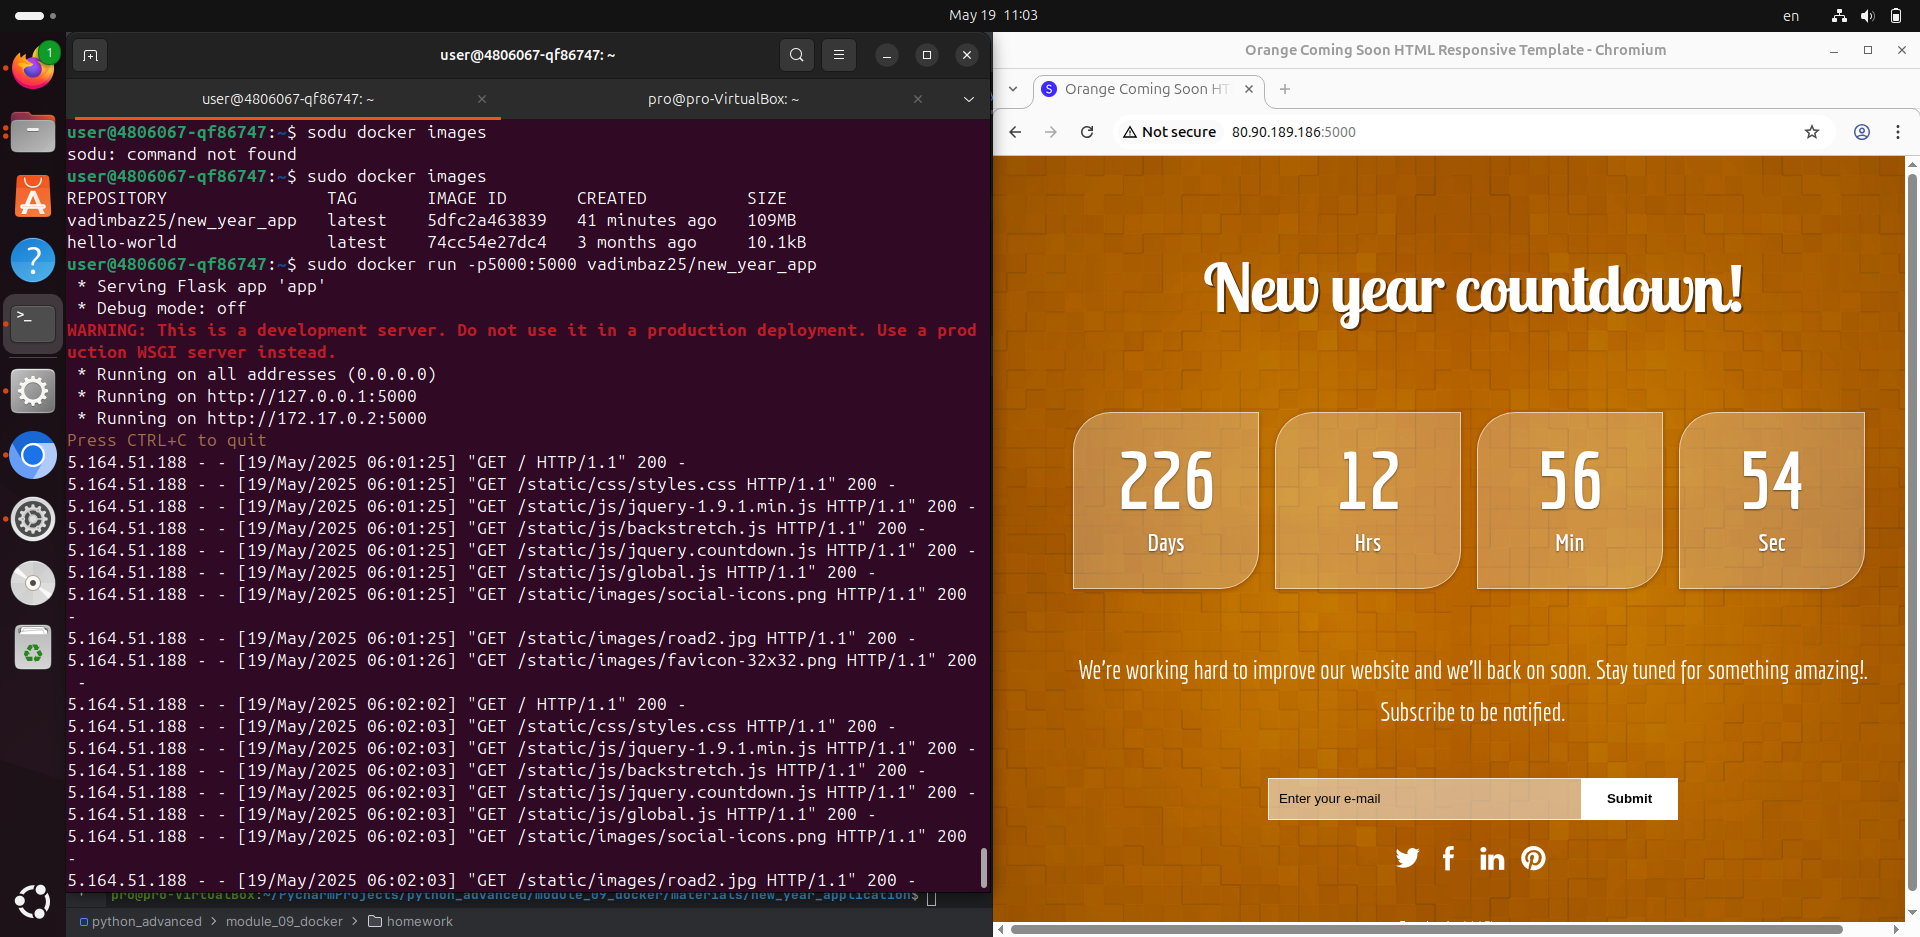 May 19  11:03
en
1
user@4806067-qf86747: ~
user@4806067-qf86747: ~
pro@pro-VirtualBox: ~
user@4806067-qf86747:~$ sodu docker images
sodu: command not found
user@4806067-qf86747:~$ sudo docker images
REPOSITORY                TAG       IMAGE ID       CREATED          SIZE
vadimbaz25/new_year_app   latest    5dfc2a463839   41 minutes ago   109MB
hello-world               latest    74cc54e27dc4   3 months ago     10.1kB
user@4806067-qf86747:~$ sudo docker run -p5000:5000 vadimbaz25/new_year_app
 * Serving Flask app 'app'
 * Debug mode: off
WARNING: This is a development server. Do not use it in a production deployment. Use a prod
uction WSGI server instead.
 * Running on all addresses (0.0.0.0)
 * Running on http://127.0.0.1:5000
 * Running on http://172.17.0.2:5000
Press CTRL+C to quit
5.164.51.188 - - [19/May/2025 06:01:25] "GET / HTTP/1.1" 200 -
5.164.51.188 - - [19/May/2025 06:01:25] "GET /static/css/styles.css HTTP/1.1" 200 -
5.164.51.188 - - [19/May/2025 06:01:25] "GET /static/js/jquery-1.9.1.min.js HTTP/1.1" 200 -
5.164.51.188 - - [19/May/2025 06:01:25] "GET /static/js/backstretch.js HTTP/1.1" 200 -
5.164.51.188 - - [19/May/2025 06:01:25] "GET /static/js/jquery.countdown.js HTTP/1.1" 200 -
5.164.51.188 - - [19/May/2025 06:01:25] "GET /static/js/global.js HTTP/1.1" 200 -
5.164.51.188 - - [19/May/2025 06:01:25] "GET /static/images/social-icons.png HTTP/1.1" 200
-
5.164.51.188 - - [19/May/2025 06:01:25] "GET /static/images/road2.jpg HTTP/1.1" 200 -
5.164.51.188 - - [19/May/2025 06:01:26] "GET /static/images/favicon-32x32.png HTTP/1.1" 200
 -
5.164.51.188 - - [19/May/2025 06:02:02] "GET / HTTP/1.1" 200 -
5.164.51.188 - - [19/May/2025 06:02:03] "GET /static/css/styles.css HTTP/1.1" 200 -
5.164.51.188 - - [19/May/2025 06:02:03] "GET /static/js/jquery-1.9.1.min.js HTTP/1.1" 200 -
5.164.51.188 - - [19/May/2025 06:02:03] "GET /static/js/backstretch.js HTTP/1.1" 200 -
5.164.51.188 - - [19/May/2025 06:02:03] "GET /static/js/jquery.countdown.js HTTP/1.1" 200 -
5.164.51.188 - - [19/May/2025 06:02:03] "GET /static/js/global.js HTTP/1.1" 200 -
5.164.51.188 - - [19/May/2025 06:02:03] "GET /static/images/social-icons.png HTTP/1.1" 200
-
5.164.51.188 - - [19/May/2025 06:02:03] "GET /static/images/road2.jpg HTTP/1.1" 200 -
pro@pro-VirtualBox:~/PycharmProjects/python_advanced/module_09_docker/materials/new_year_application$
python_advanced > module_09_docker > homework
Orange Coming Soon HTML Responsive Template - Chromium
S Orange Coming Soon HT
Not secure 80.90.189.186:5000
New year countdown!
226 12 56 54
Days Hrs Min Sec
We're working hard to improve our website and we'll back on soon. Stay tuned for something amazing!.
Subscribe to be notified.
Enter your e-mail Submit